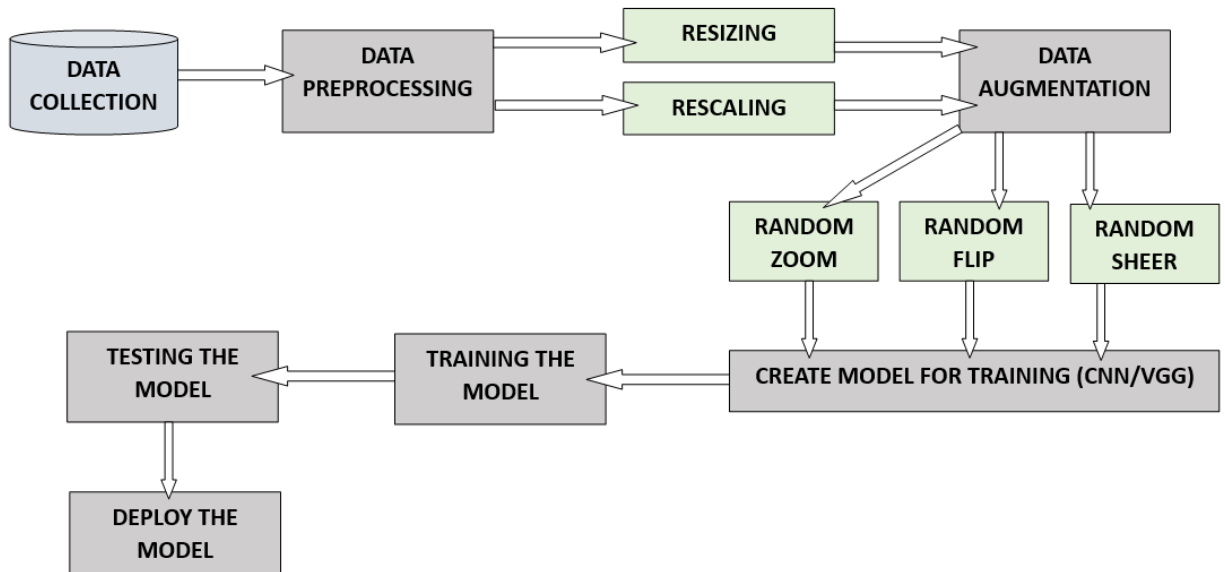 DATA
COLLECTION
DATA
PREPROCESSING
RESIZING
RESCALING
DATA
AUGMENTATION
RANDOM
ZOOM
RANDOM
FLIP
RANDOM
SHEER
CREATE MODEL FOR TRAINING (CNN/VGG)
TRAINING THE
MODEL
TESTING THE
MODEL
DEPLOY THE
MODEL